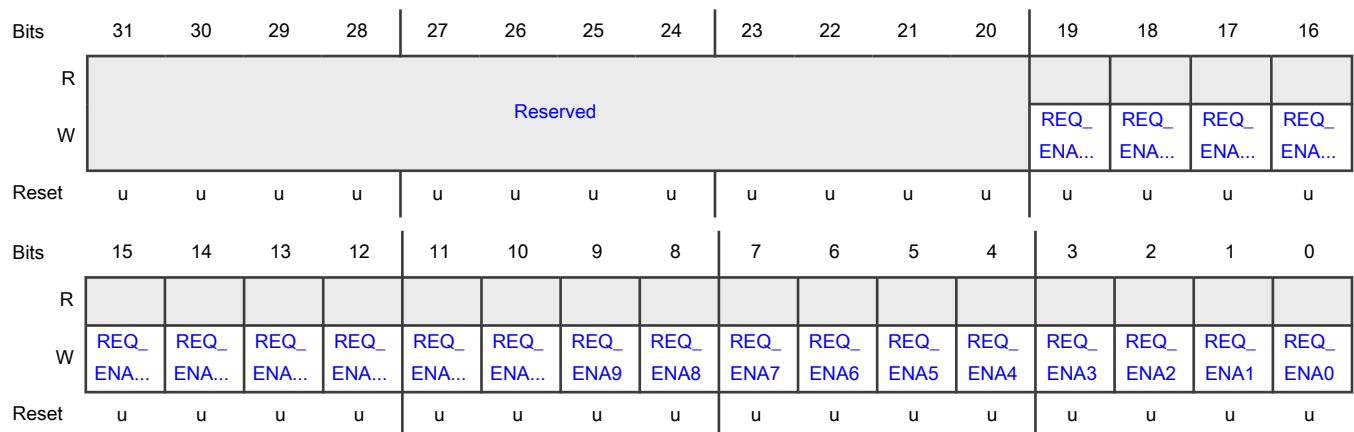 Bits 31 30 29 28 27 26 25 24 23 22 21 20 19 18 17 16
R
Reserved
W REQ_ REQ_ REQ_ REQ_
ENA... ENA... ENA... ENA...
Reset u u u u u u u u u u u u u u u u
Bits 15 14 13 12 11 10 9 8 7 6 5 4 3 2 1 0
R
W REQ_ REQ_ REQ_ REQ_ REQ_ REQ_ REQ_ REQ_ REQ_ REQ_ REQ_ REQ_ REQ_ REQ_ REQ_ REQ_
ENA... ENA... ENA... ENA... ENA... ENA... ENA9 ENA8 ENA7 ENA6 ENA5 ENA4 ENA3 ENA2 ENA1 ENA0
Reset u u u u u u u u u u u u u u u u